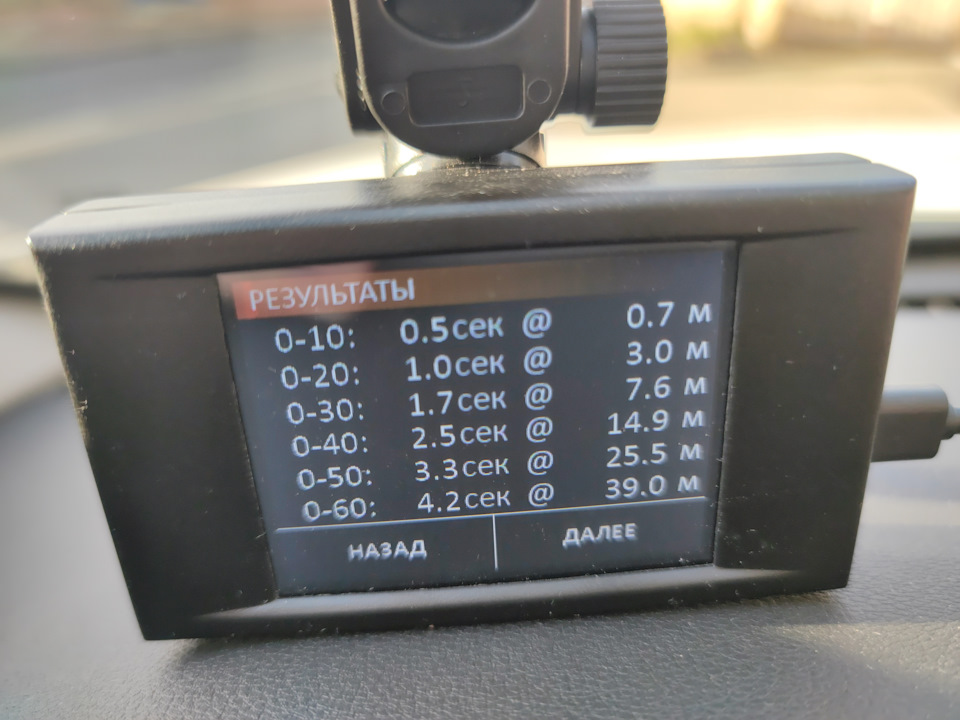 РЕЗУЛЬТАТЫ
0-10: 0.5сек @ 0.7 м
0-20: 1.0сек @ 3.0 м
0-30: 1.7сек @ 7.6 м
0-40: 2.5сек @ 14.9 м
0-50: 3.3сек @ 25.5 м
0-60: 4.2сек @ 39.0 м
НАЗАД ДАЛЕЕ